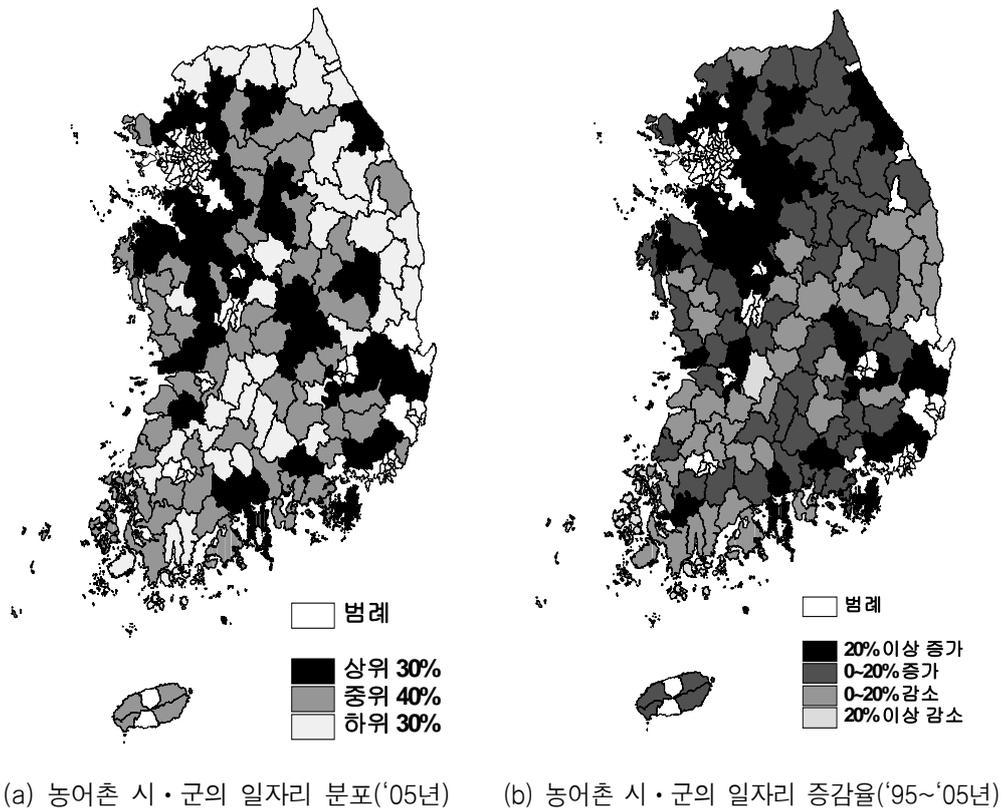 범례
상위 30%
중위 40%
하위 30%
범례
20%이상 증가
0~20%증가
0~20%감소
20%이상 감소
(a) 농어촌 시·군의 일자리 분포(‘05년)
(b) 농어촌 시·군의 일자리 증감율(‘95~‘05년)